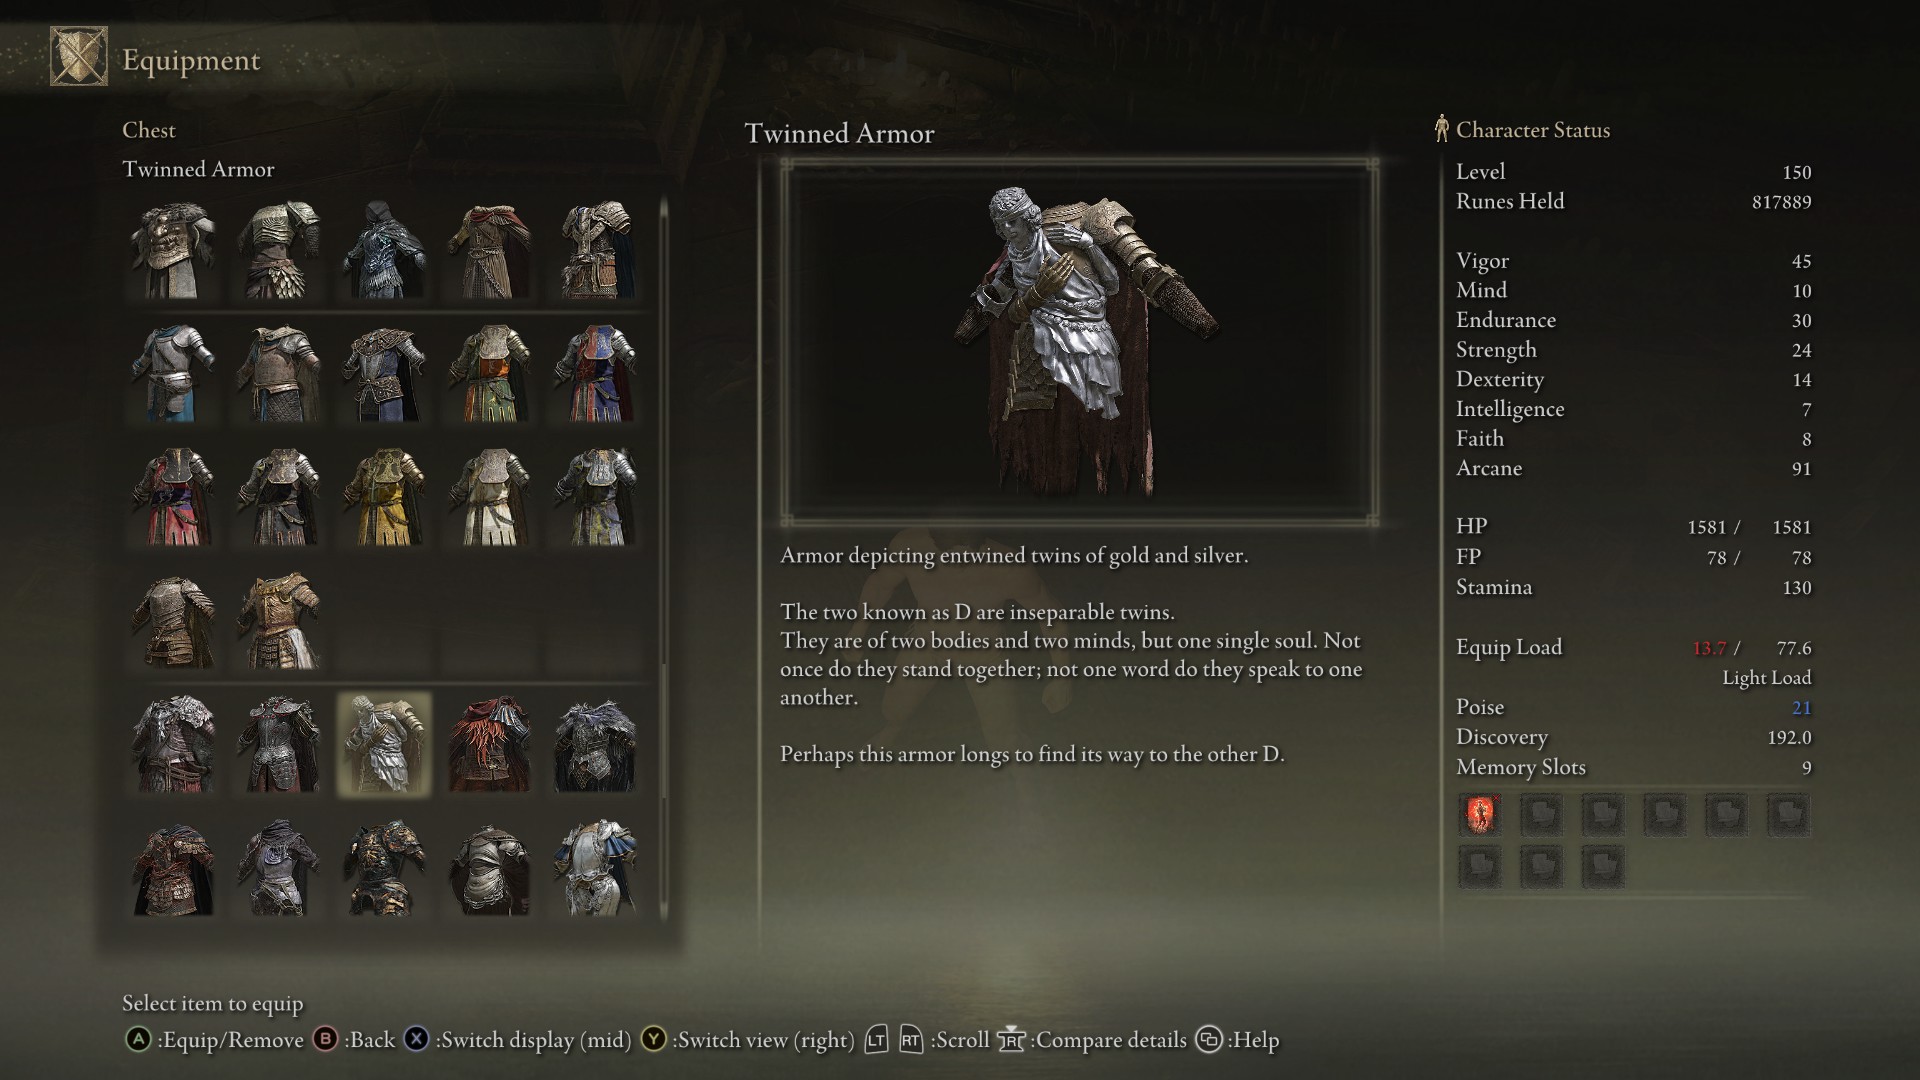 Equipment
Chest
Twinned Armor
Twinned Armor
Armor depicting entwined twins of gold and silver.
The two known as D are inseparable twins.
They are of two bodies and two minds, but one single soul. Not
once do they stand together; not one word do they speak to one
another.
Perhaps this armor longs to find its way to the other D.
Character Status
Level 150
Runes Held 817889
Vigor 45
Mind 10
Endurance 30
Strength 24
Dexterity 14
Intelligence 7
Faith 8
Arcane 91
HP 1581 / 1581
FP 78 / 78
Stamina 130
Equip Load 13.7 / 77.6
Light Load
Poise 21
Discovery 192.0
Memory Slots 9
Select item to equip
A :Equip/Remove B :Back X :Switch display (mid) Y :Switch view (right) LT RT :Scroll R :Compare details :Help